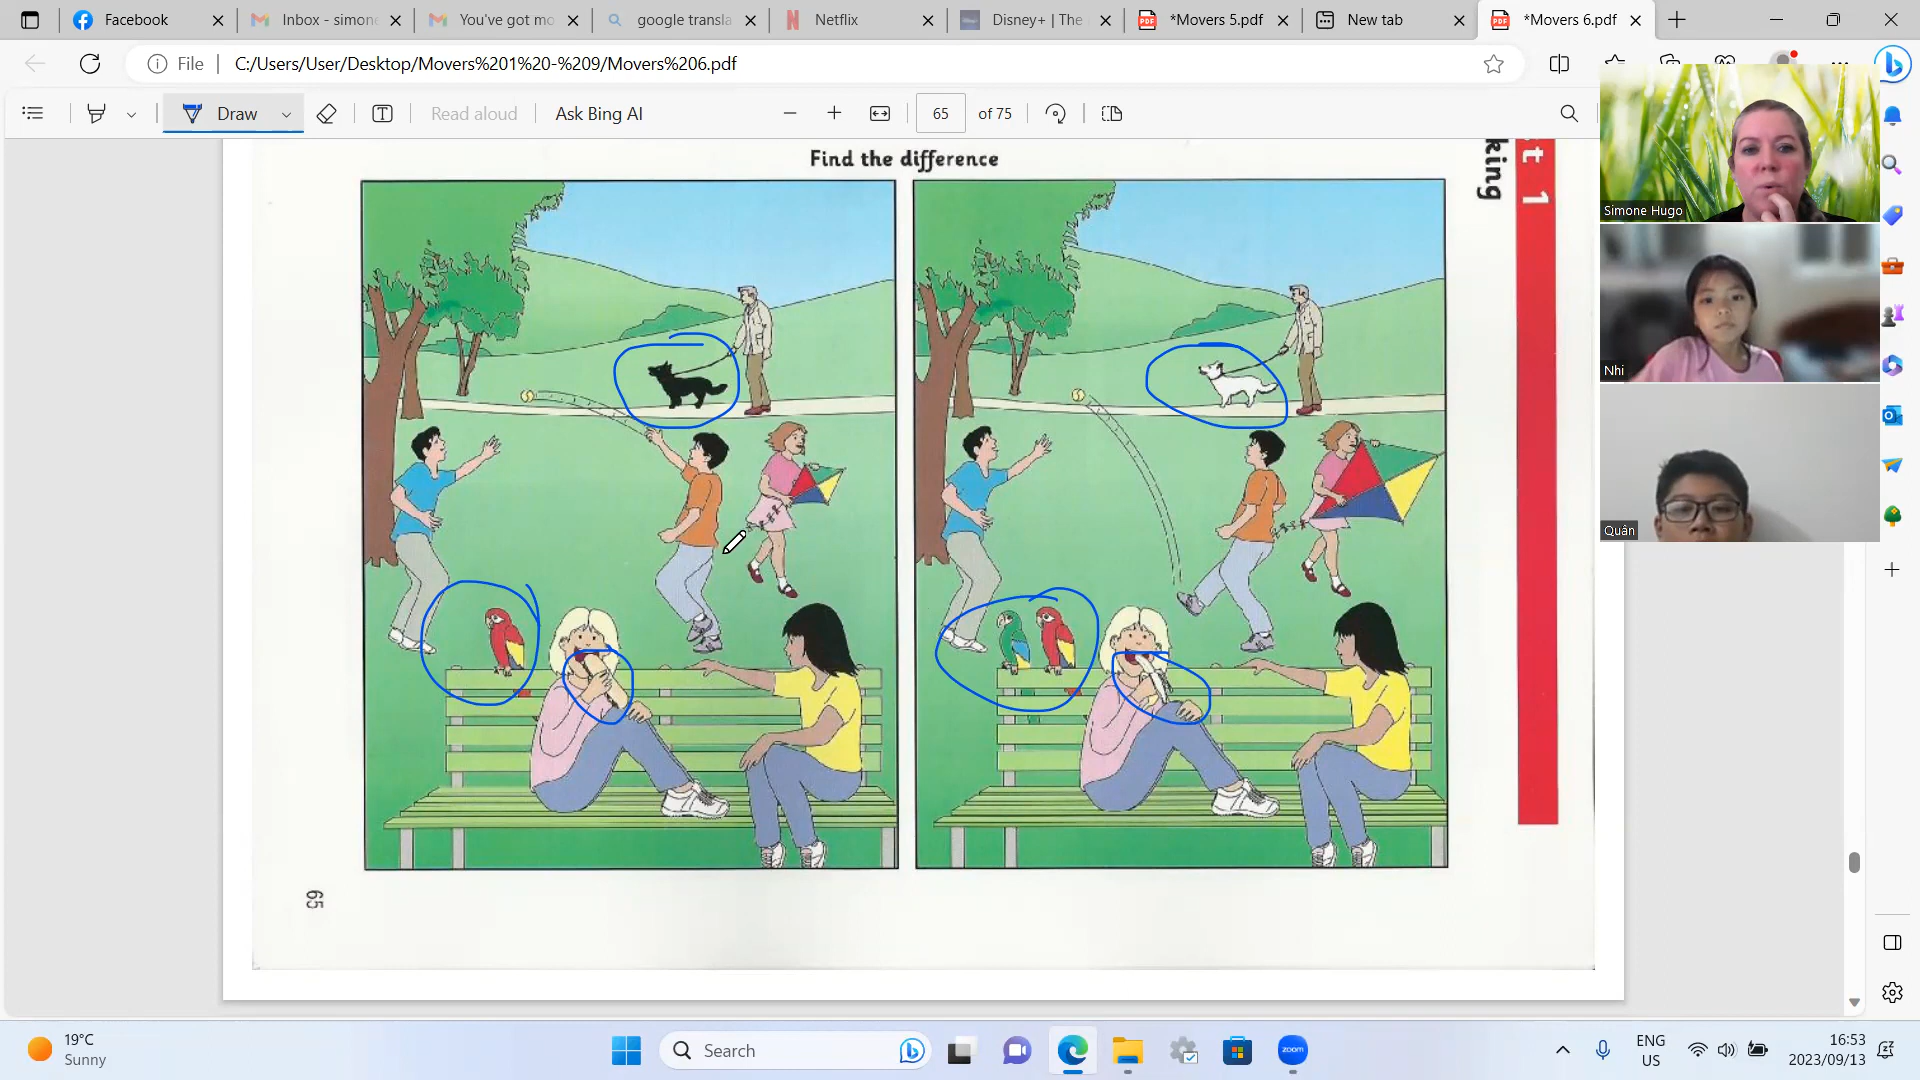 Facebook
Inbox - simon
You've got mo
google transla
Netflix
Disney+ | The
*Movers 5.pdf
New tab
*Movers 6.pdf
File
C:/Users/User/Desktop/Movers%201%20-%209/Movers%206.pdf
Draw
Read aloud
Ask Bing AI
65
of 75
Find the difference
st 1
king
Simone Hugo
Nhi
Quân
65
19°C
Sunny
Search
zoom
ENG
US
16:53
2023/09/13